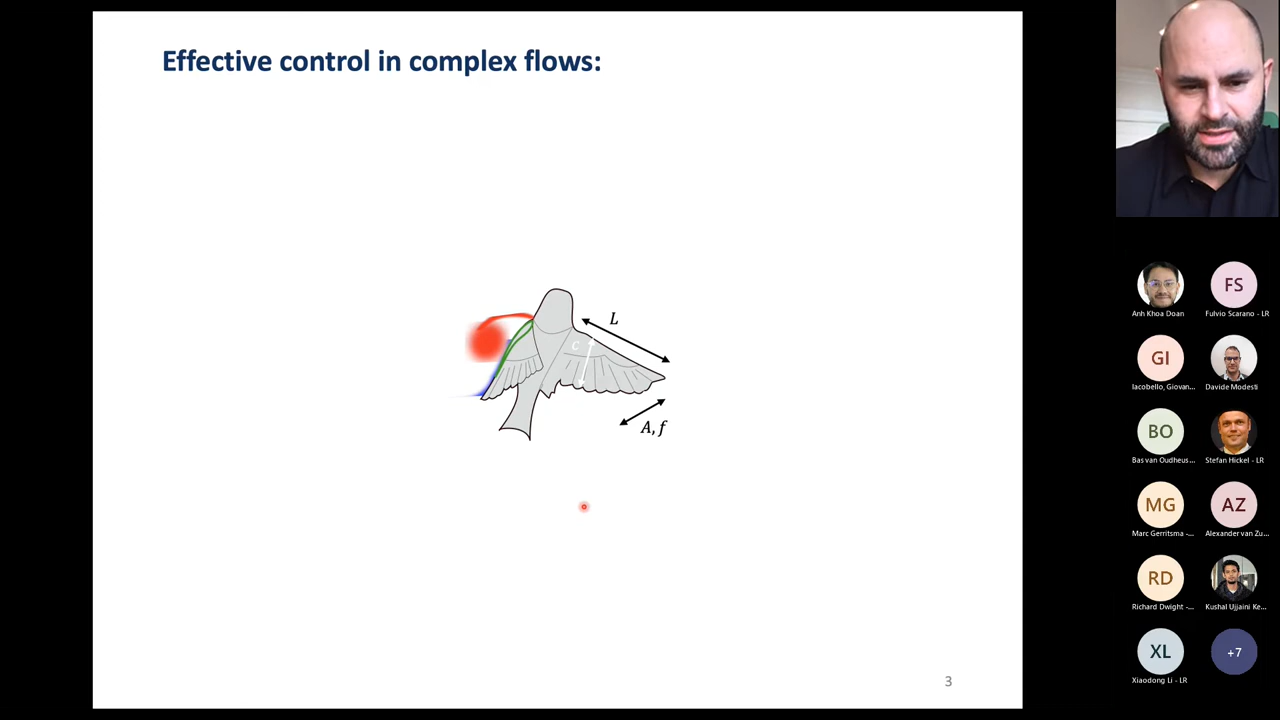 Effective control in complex flows:
L
c
A, f
3
Anh Khoa Doan
FS
Fulvio Scarano - LR
GI
Iacobello, Giovan...
Davide Modesti
BO
Bas van Oudheus...
Stefan Hickel - LR
MG
Marc Gerritsma -...
AZ
Alexander van Zu...
RD
Richard Dwight -...
Kushal Ujjaini Ke...
XL
Xiaodong Li - LR
+7